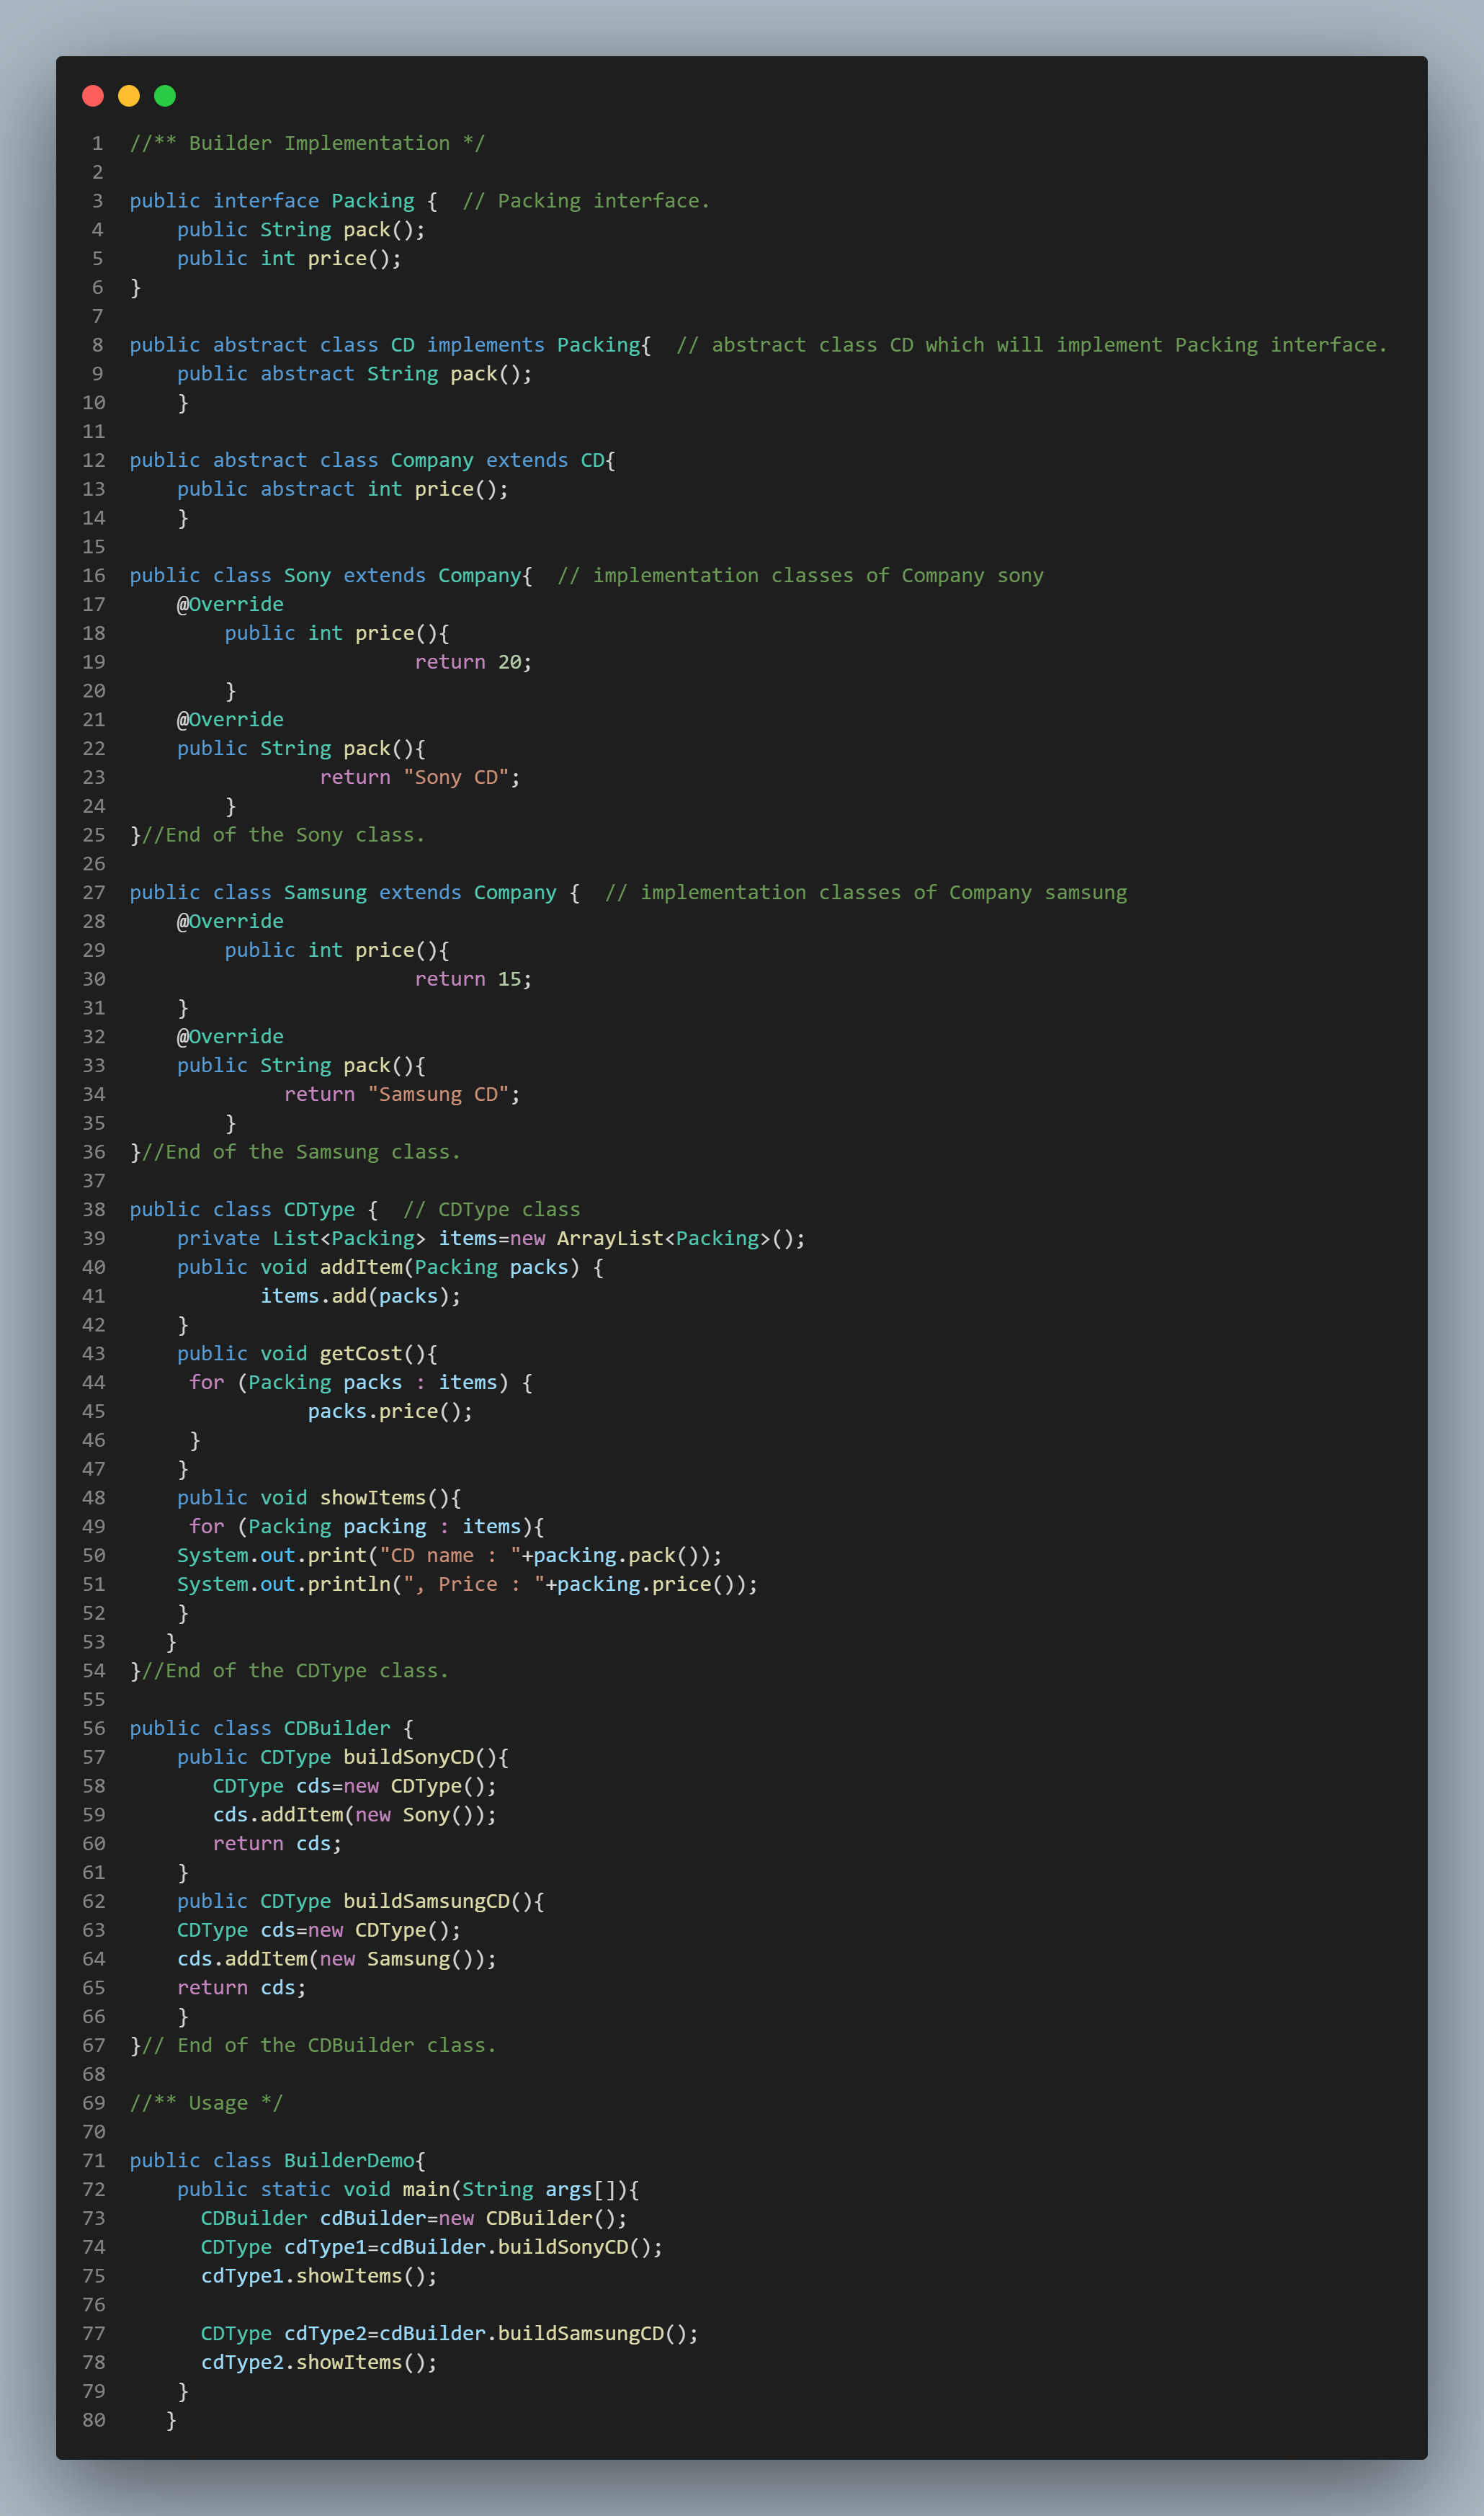 1 //** Builder Implementation */
2
3 public interface Packing {  // Packing interface.
4     public String pack();
5     public int price();
6 }
7
8 public abstract class CD implements Packing{  // abstract class CD which will implement Packing interface.
9     public abstract String pack();
10     }
11
12 public abstract class Company extends CD{
13     public abstract int price();
14     }
15
16 public class Sony extends Company{  // implementation classes of Company sony
17     @Override
18         public int price(){
19                         return 20;
20         }
21     @Override
22     public String pack(){
23                 return "Sony CD";
24         }
25 }//End of the Sony class.
26
27 public class Samsung extends Company {  // implementation classes of Company samsung
28     @Override
29         public int price(){
30                         return 15;
31     }
32     @Override
33     public String pack(){
34              return "Samsung CD";
35         }
36 }//End of the Samsung class.
37
38 public class CDType {  // CDType class
39     private List<Packing> items=new ArrayList<Packing>();
40     public void addItem(Packing packs) {
41            items.add(packs);
42     }
43     public void getCost(){
44      for (Packing packs : items) {
45                packs.price();
46      }
47     }
48     public void showItems(){
49      for (Packing packing : items){
50     System.out.print("CD name : "+packing.pack());
51     System.out.println(", Price : "+packing.price());
52     }
53    }
54 }//End of the CDType class.
55
56 public class CDBuilder {
57     public CDType buildSonyCD(){
58        CDType cds=new CDType();
59        cds.addItem(new Sony());
60        return cds;
61     }
62     public CDType buildSamsungCD(){
63     CDType cds=new CDType();
64     cds.addItem(new Samsung());
65     return cds;
66     }
67 }// End of the CDBuilder class.
68
69 //** Usage */
70
71 public class BuilderDemo{
72     public static void main(String args[]){
73       CDBuilder cdBuilder=new CDBuilder();
74       CDType cdType1=cdBuilder.buildSonyCD();
75       cdType1.showItems();
76
77       CDType cdType2=cdBuilder.buildSamsungCD();
78       cdType2.showItems();
79     }
80    }